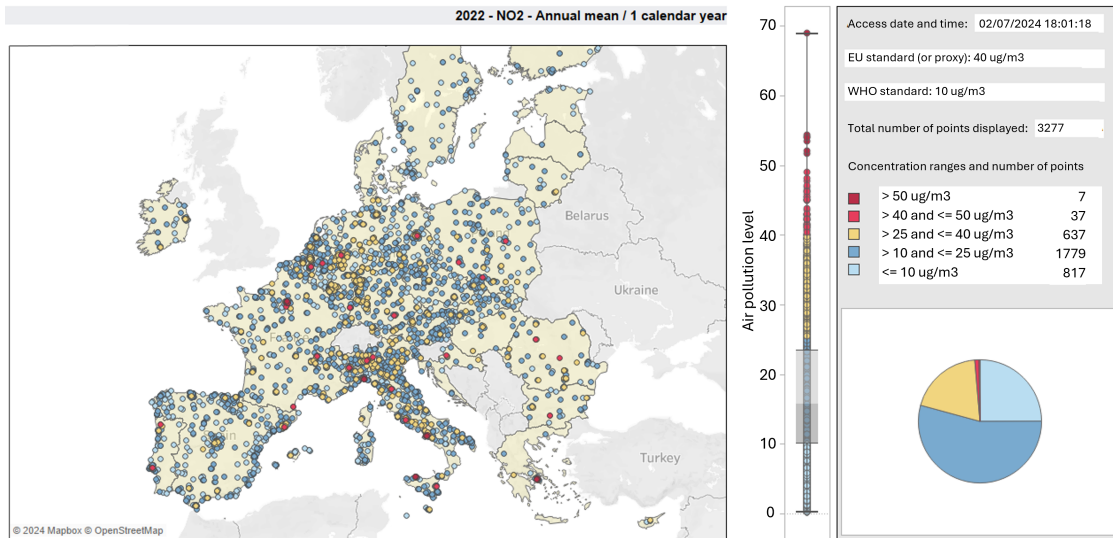 2022 - NO2 - Annual mean / 1 calendar year
Belarus
Ukraine
Turkey
© 2024 Mapbox © OpenStreetMap
Air pollution level
70
60
50
40
30
20
10
0
Access date and time: 02/07/2024 18:01:18
EU standard (or proxy): 40 ug/m3
WHO standard: 10 ug/m3
Total number of points displayed: 3277
Concentration ranges and number of points
> 50 ug/m3 7
> 40 and <= 50 ug/m3 37
> 25 and <= 40 ug/m3 637
> 10 and <= 25 ug/m3 1779
<= 10 ug/m3 817